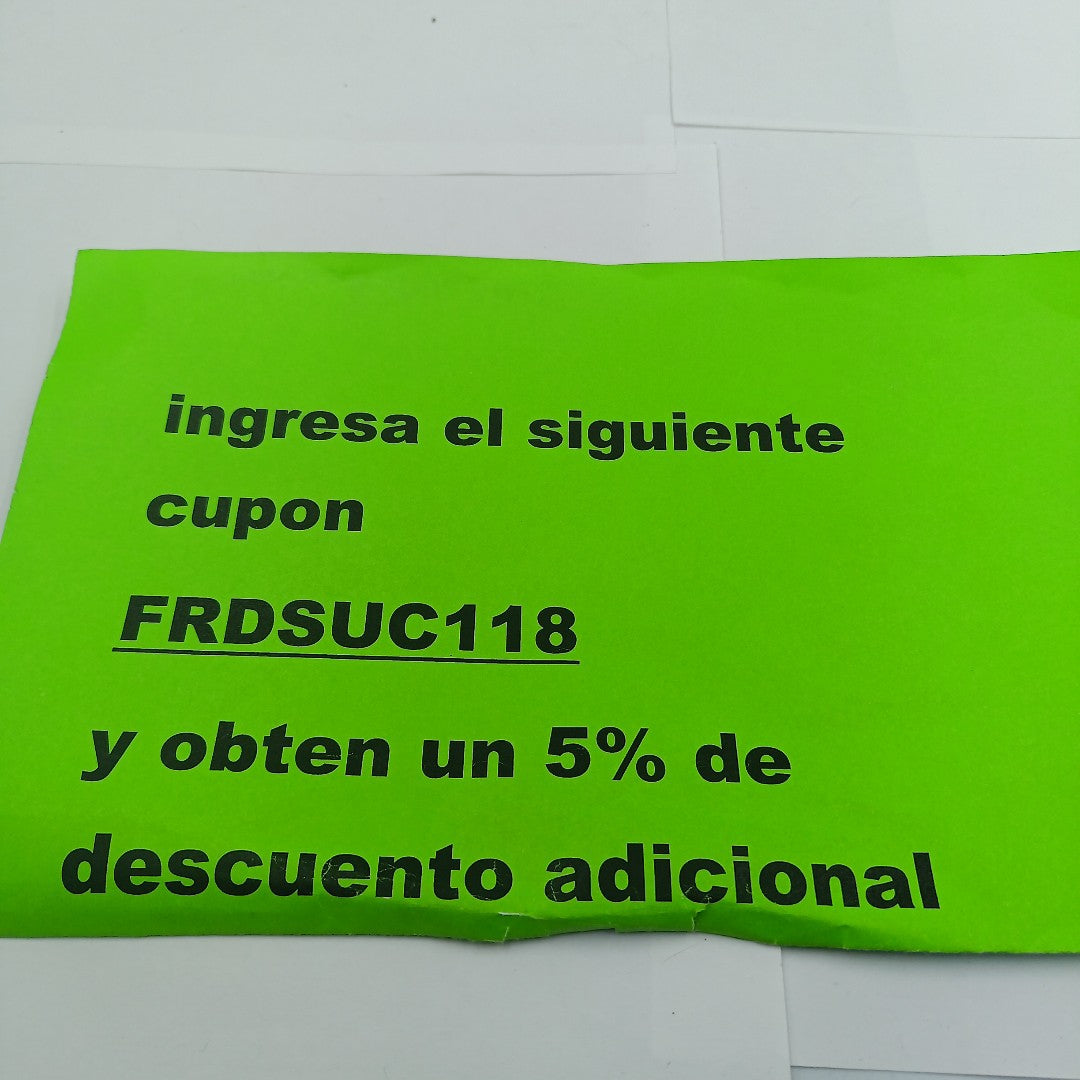 ingresa el siguiente
cupon
FRDSUC118
y obten un 5% de
descuento adicional